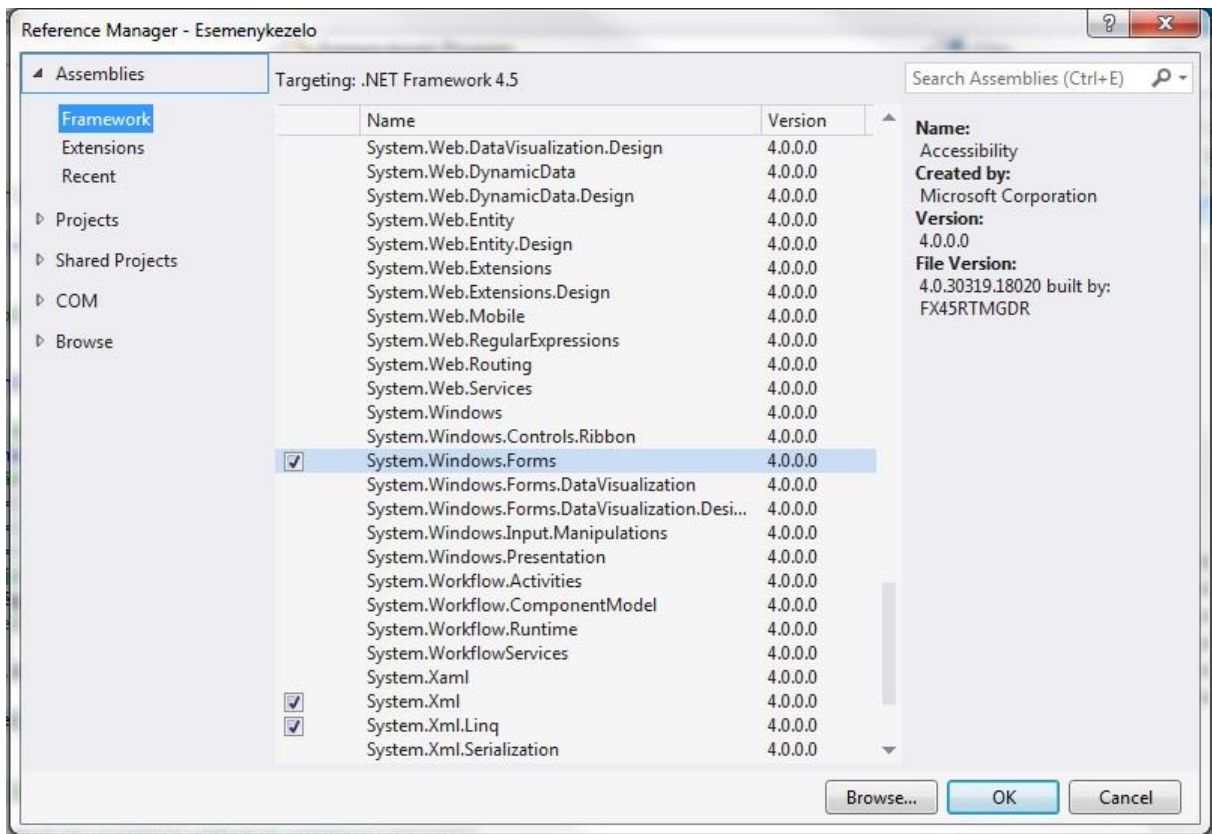 Reference Manager - Esemenykezelo
Assemblies
Framework
Extensions
Recent
Projects
Shared Projects
COM
Browse
Targeting: .NET Framework 4.5
Search Assemblies (Ctrl+E)
Name Version
System.Web.DataVisualization.Design 4.0.0.0
System.Web.DynamicData 4.0.0.0
System.Web.DynamicData.Design 4.0.0.0
System.Web.Entity 4.0.0.0
System.Web.Entity.Design 4.0.0.0
System.Web.Extensions 4.0.0.0
System.Web.Extensions.Design 4.0.0.0
System.Web.Mobile 4.0.0.0
System.Web.RegularExpressions 4.0.0.0
System.Web.Routing 4.0.0.0
System.Web.Services 4.0.0.0
System.Windows 4.0.0.0
System.Windows.Controls.Ribbon 4.0.0.0
System.Windows.Forms 4.0.0.0
System.Windows.Forms.DataVisualization 4.0.0.0
System.Windows.Forms.DataVisualization.Desi... 4.0.0.0
System.Windows.Input.Manipulations 4.0.0.0
System.Windows.Presentation 4.0.0.0
System.Workflow.Activities 4.0.0.0
System.Workflow.ComponentModel 4.0.0.0
System.Workflow.Runtime 4.0.0.0
System.WorkflowServices 4.0.0.0
System.Xaml 4.0.0.0
System.Xml 4.0.0.0
System.Xml.Linq 4.0.0.0
System.Xml.Serialization 4.0.0.0
Name:
Accessibility
Created by:
Microsoft Corporation
Version:
4.0.0.0
File Version:
4.0.30319.18020 built by:
FX45RTMGDR
Browse... OK Cancel